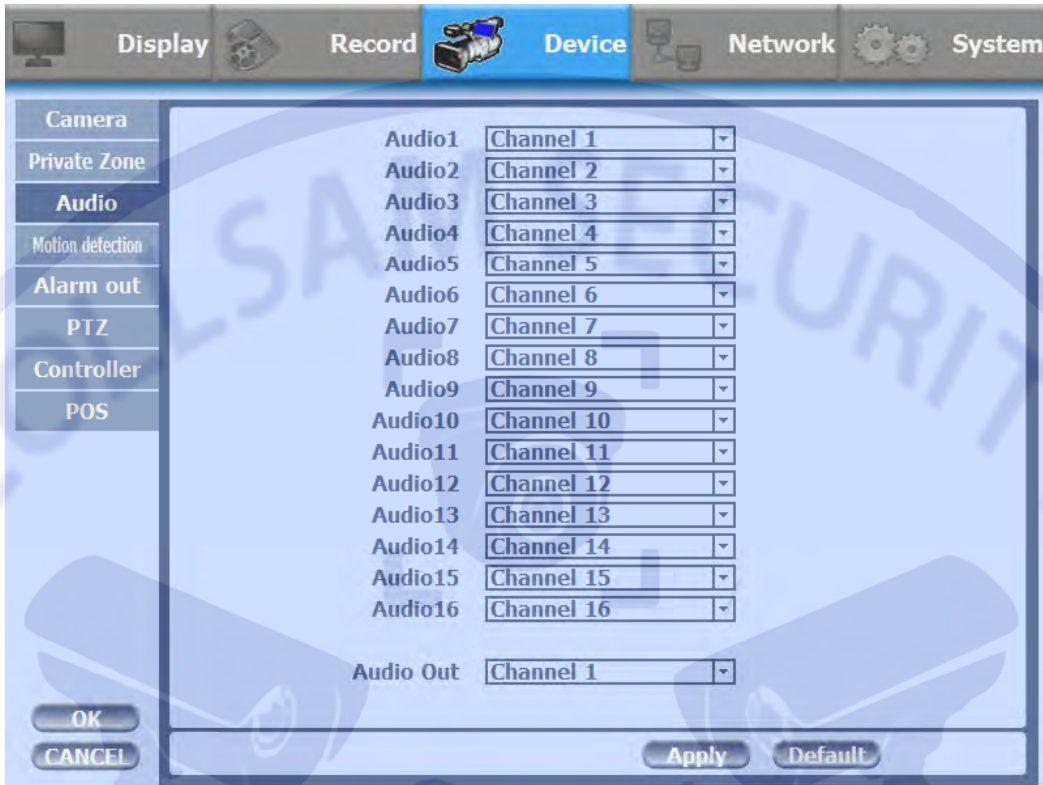 Display Record Device Network System
Camera
Private Zone
Audio
Motion detection
Alarm out
PTZ
Controller
POS
Audio1 Channel 1
Audio2 Channel 2
Audio3 Channel 3
Audio4 Channel 4
Audio5 Channel 5
Audio6 Channel 6
Audio7 Channel 7
Audio8 Channel 8
Audio9 Channel 9
Audio10 Channel 10
Audio11 Channel 11
Audio12 Channel 12
Audio13 Channel 13
Audio14 Channel 14
Audio15 Channel 15
Audio16 Channel 16
Audio Out Channel 1
OK
CANCEL
Apply Default